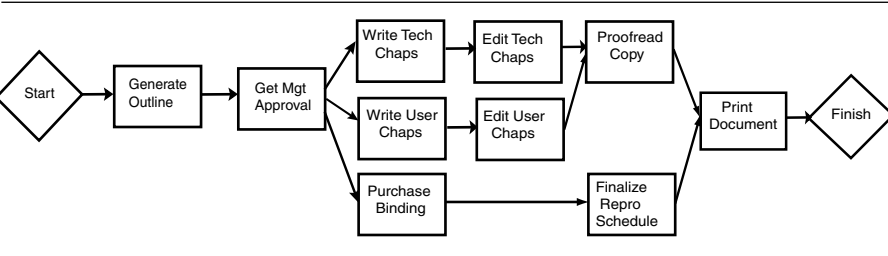 Start
Generate
Outline
Get Mgt
Approval
Write Tech
Chaps
Edit Tech
Chaps
Proofread
Copy
Write User
Chaps
Edit User
Chaps
Purchase
Binding
Finalize
Repro
Schedule
Print
Document
Finish